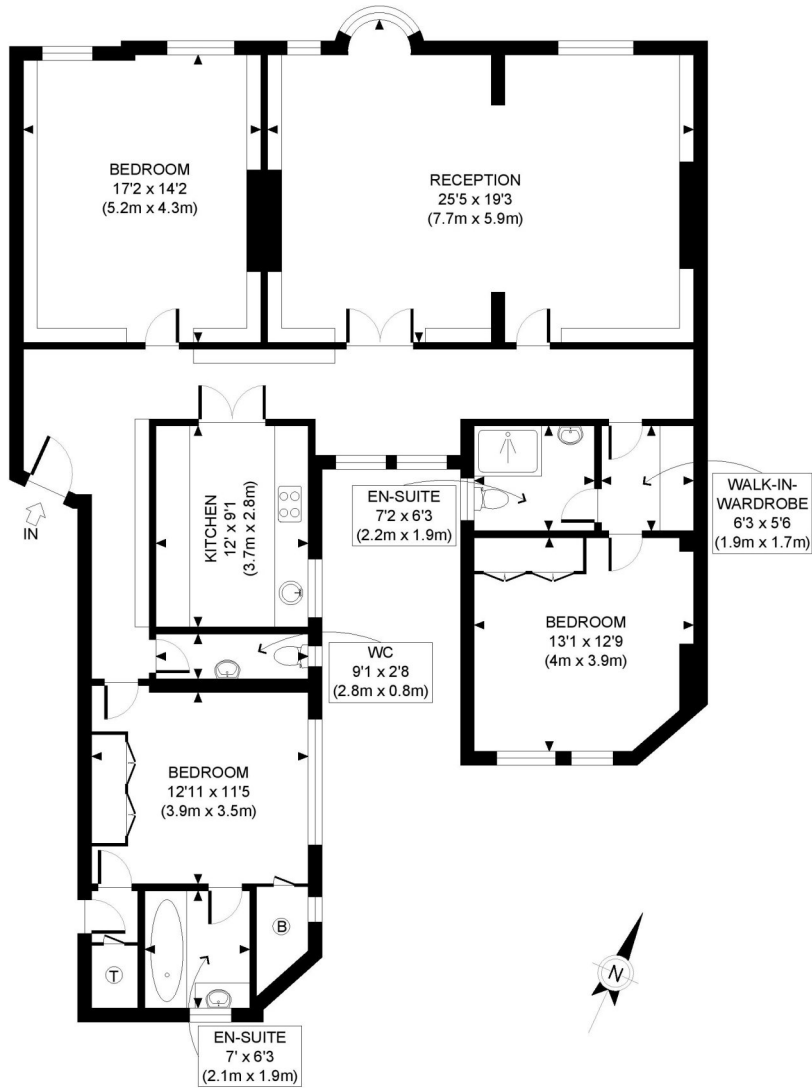 BEDROOM
17'2 x 14'2
(5.2m x 4.3m)
RECEPTION
25'5 x 19'3
(7.7m x 5.9m)
IN
KITCHEN
12' x 9'1
(3.7m x 2.8m)
EN-SUITE
7'2 x 6'3
(2.2m x 1.9m)
WALK-IN-
WARDROBE
6'3 x 5'6
(1.9m x 1.7m)
BEDROOM
13'1 x 12'9
(4m x 3.9m)
WC
9'1 x 2'8
(2.8m x 0.8m)
BEDROOM
12'11 x 11'5
(3.9m x 3.5m)
B
T
N
EN-SUITE
7' x 6'3
(2.1m x 1.9m)